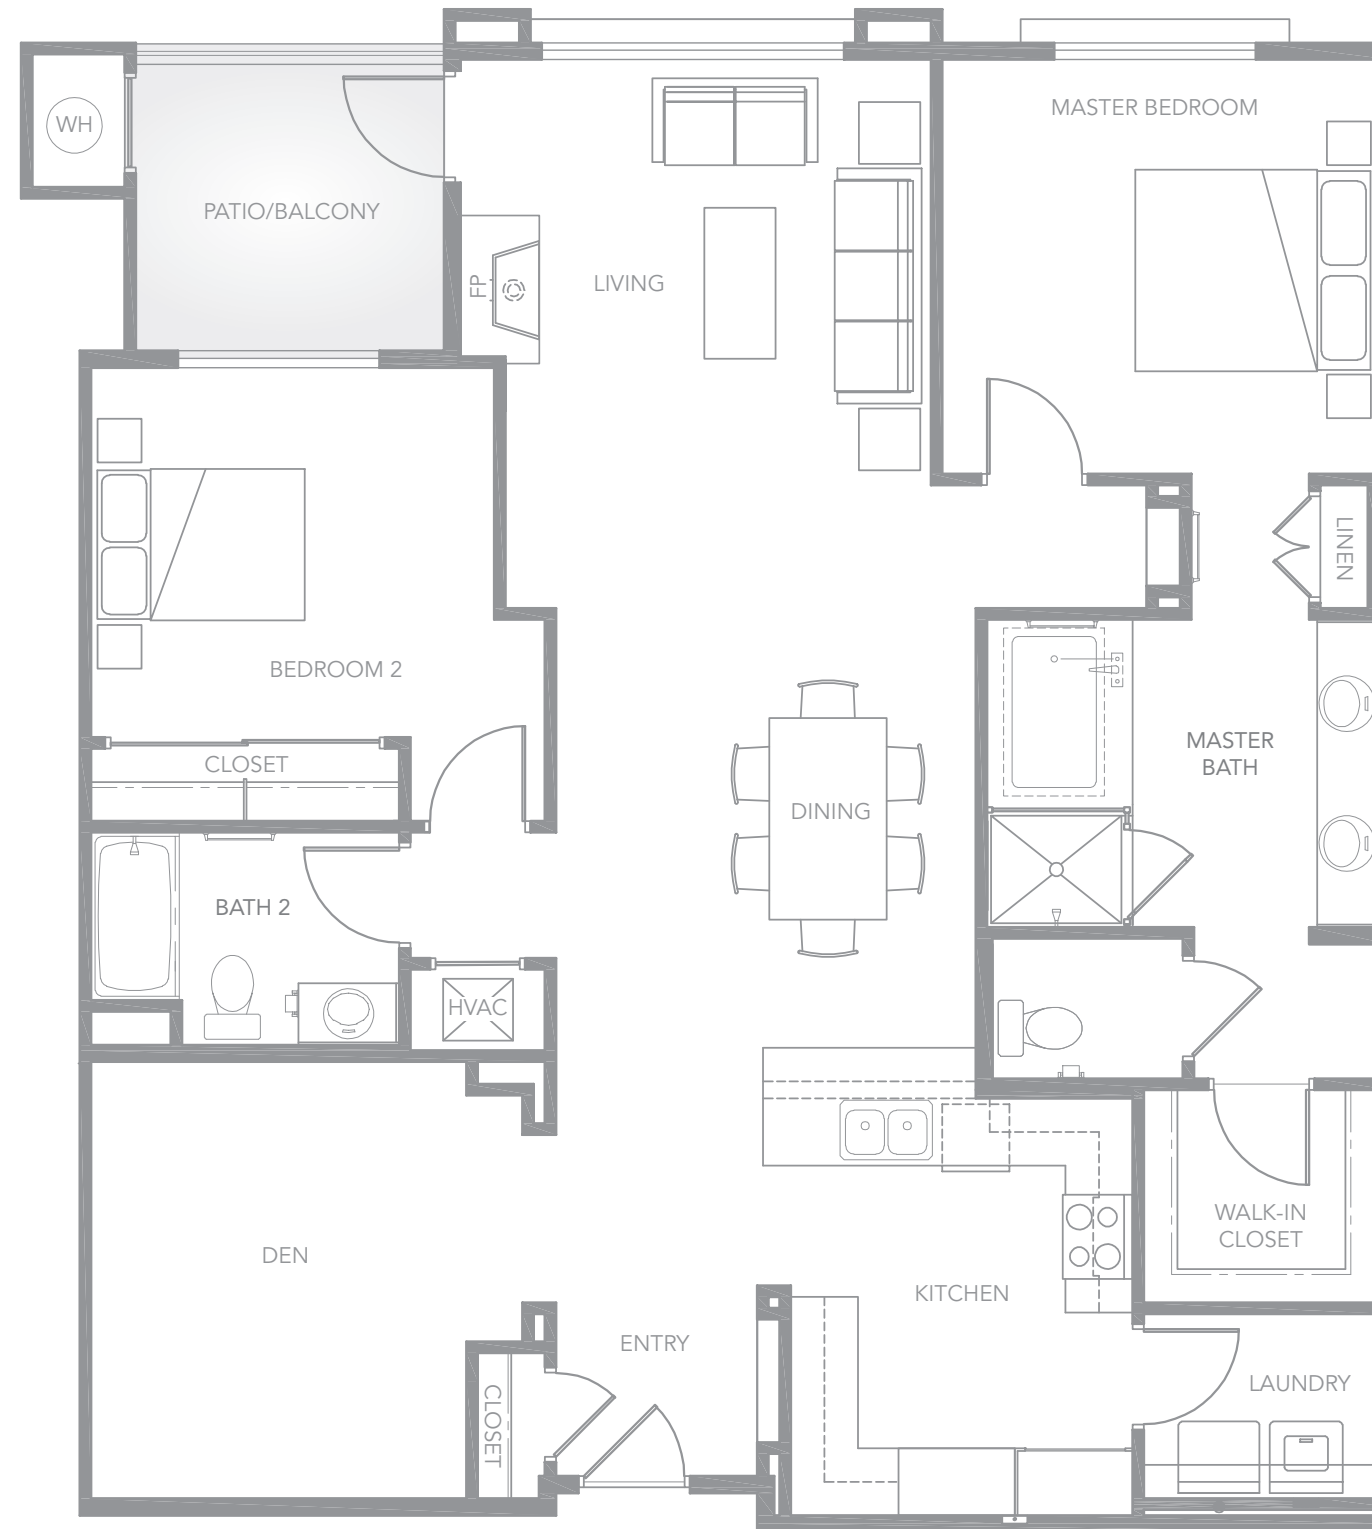 MASTER BEDROOM
WH
PATIO/BALCONY
FP
LIVING
LINEN
BEDROOM 2
MASTER
BATH
CLOSET
DINING
BATH 2
HVAC
WALK-IN
CLOSET
DEN
KITCHEN
ENTRY
LAUNDRY
CLOSET